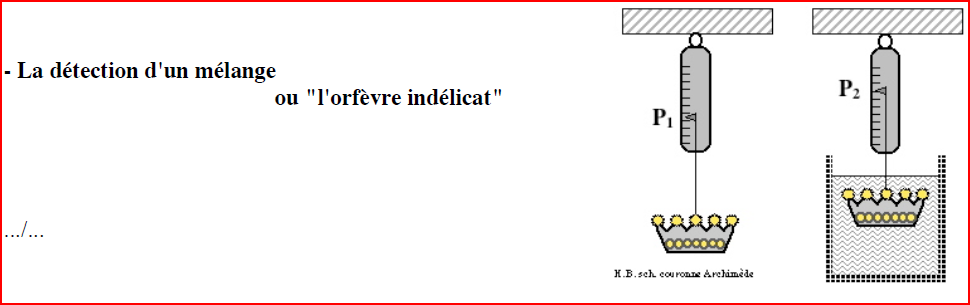 - La détection d'un mélange
ou "l'orfèvre indélicat"
P1
P2
.../...
H.B. sch. couronne Archimède